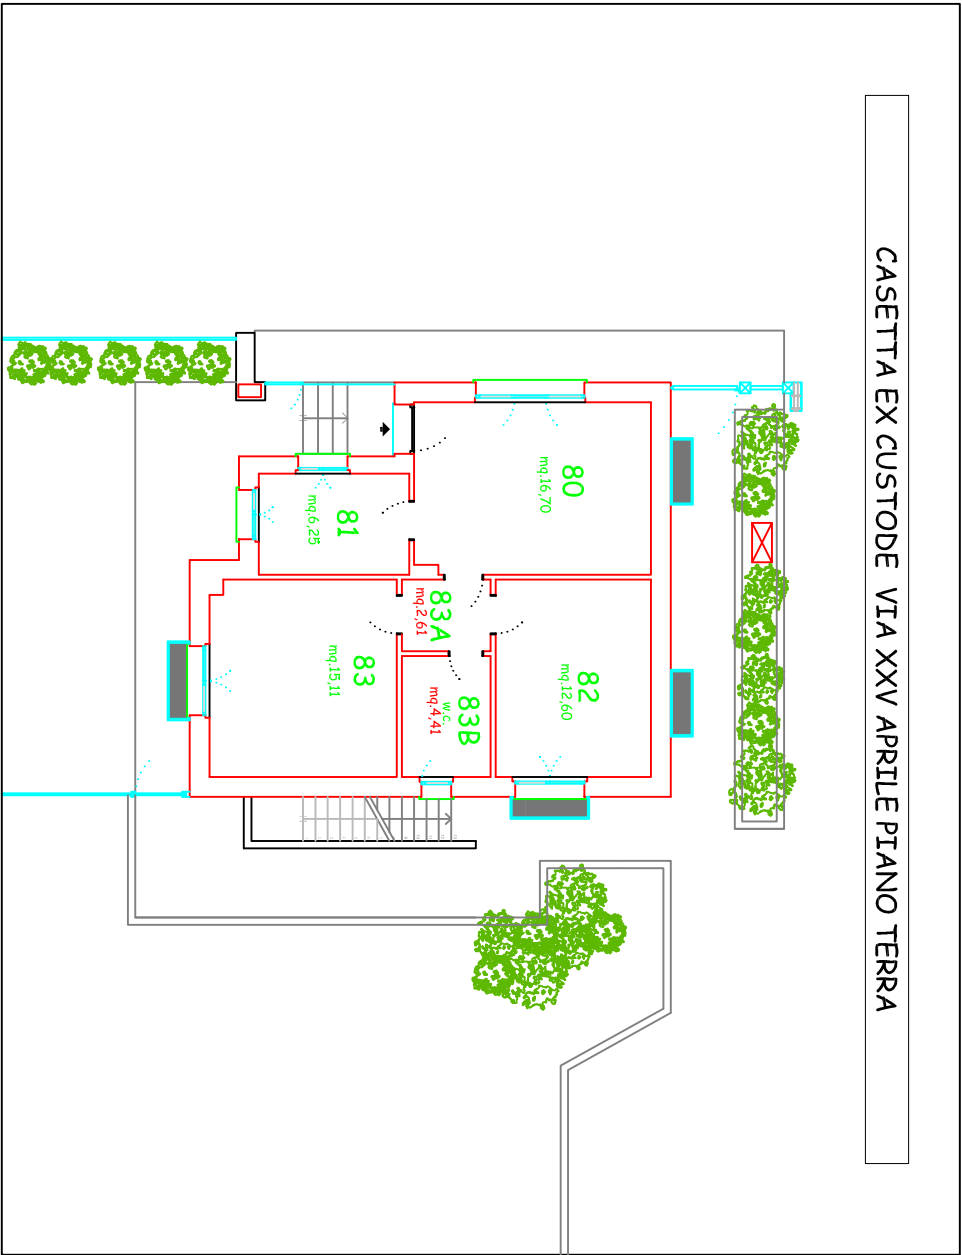 CASETTA EX CUSTODE VIA XXV APRILE PIANO TERRA
80
mq.16,70
82
mq.12,60
83B
w.c.
mq.4,41
83A
mq.2,61
81
mq.6,25
83
mq.15,11